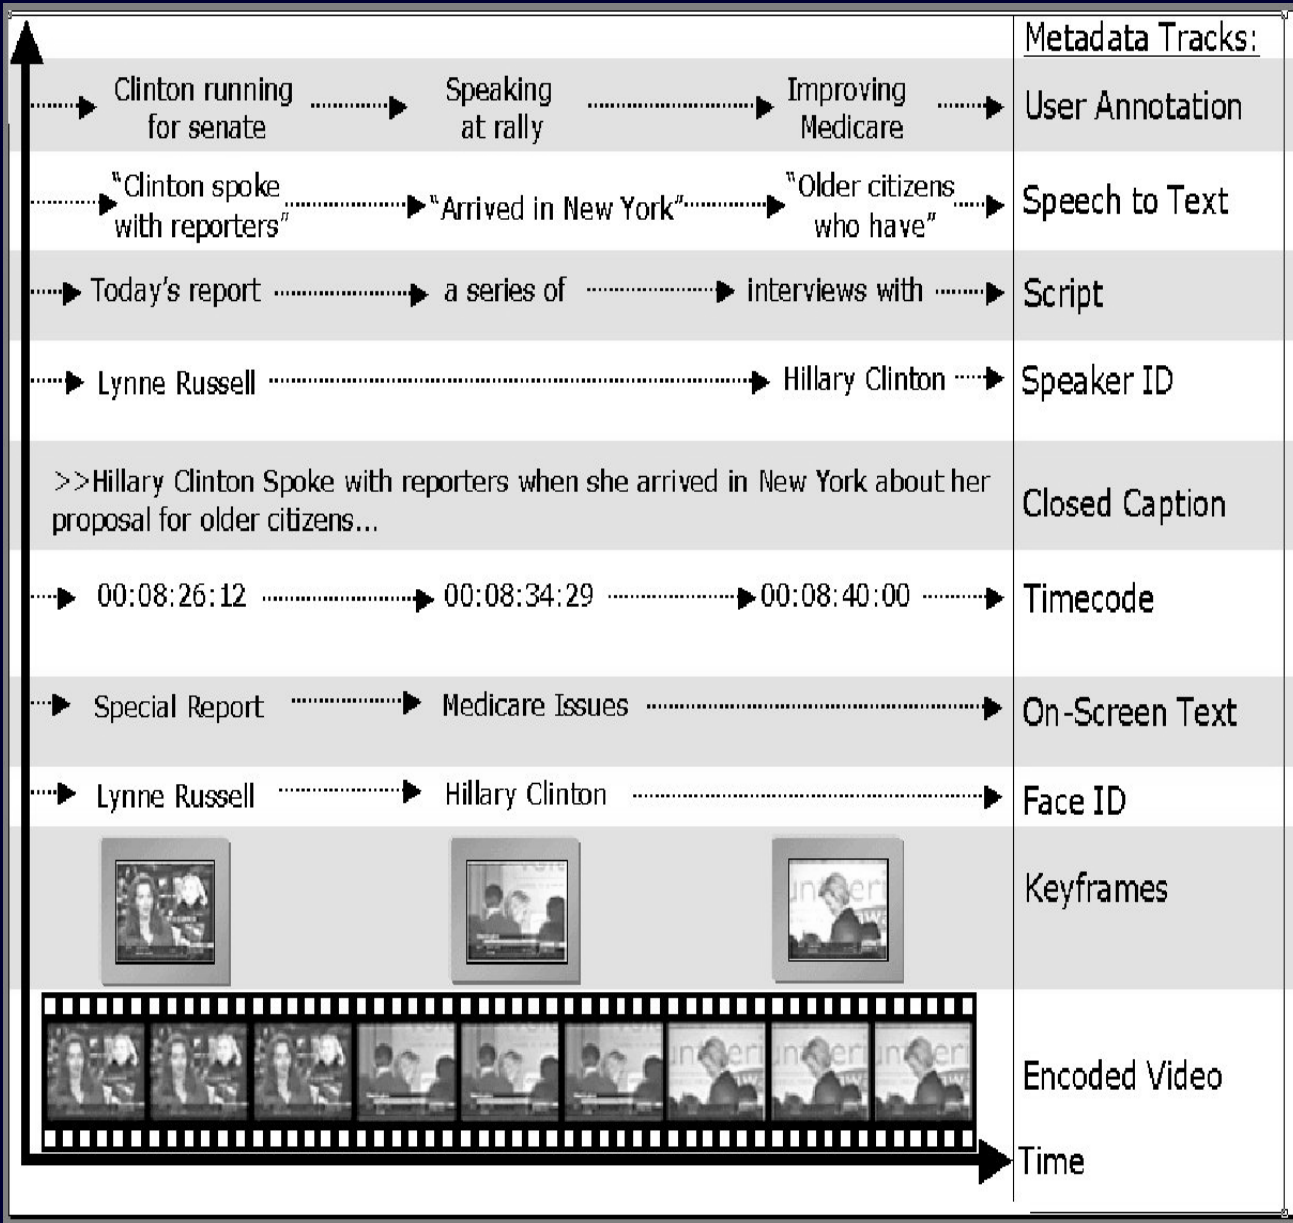 Metadata Tracks:
Clinton running
for senate
Speaking
at rally
Improving
Medicare
User Annotation
"Clinton spoke
with reporters"
"Arrived in New York"
"Older citizens
who have"
Speech to Text
Today's report
a series of
interviews with
Script
Lynne Russell
Hillary Clinton
Speaker ID
>>Hillary Clinton Spoke with reporters when she arrived in New York about her
proposal for older citizens...
Closed Caption
00:08:26:12
00:08:34:29
00:08:40:00
Timecode
Special Report
Medicare Issues
On-Screen Text
Lynne Russell
Hillary Clinton
Face ID
Keyframes
Encoded Video
Time